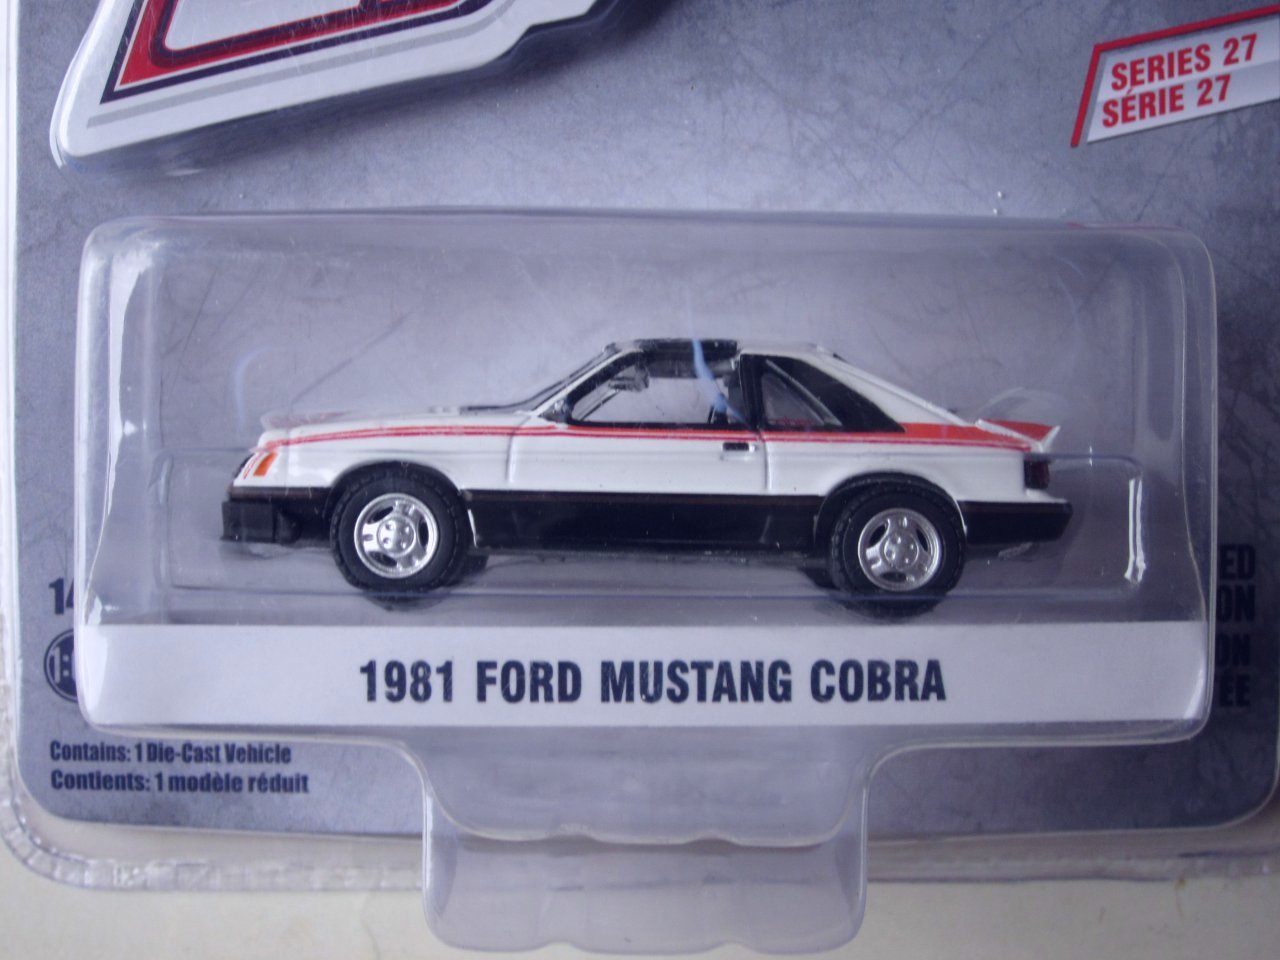 SERIES 27
SÉRIE 27
1981 FORD MUSTANG COBRA
Contains: 1 Die-Cast Vehicle
Contients: 1 modèle réduit